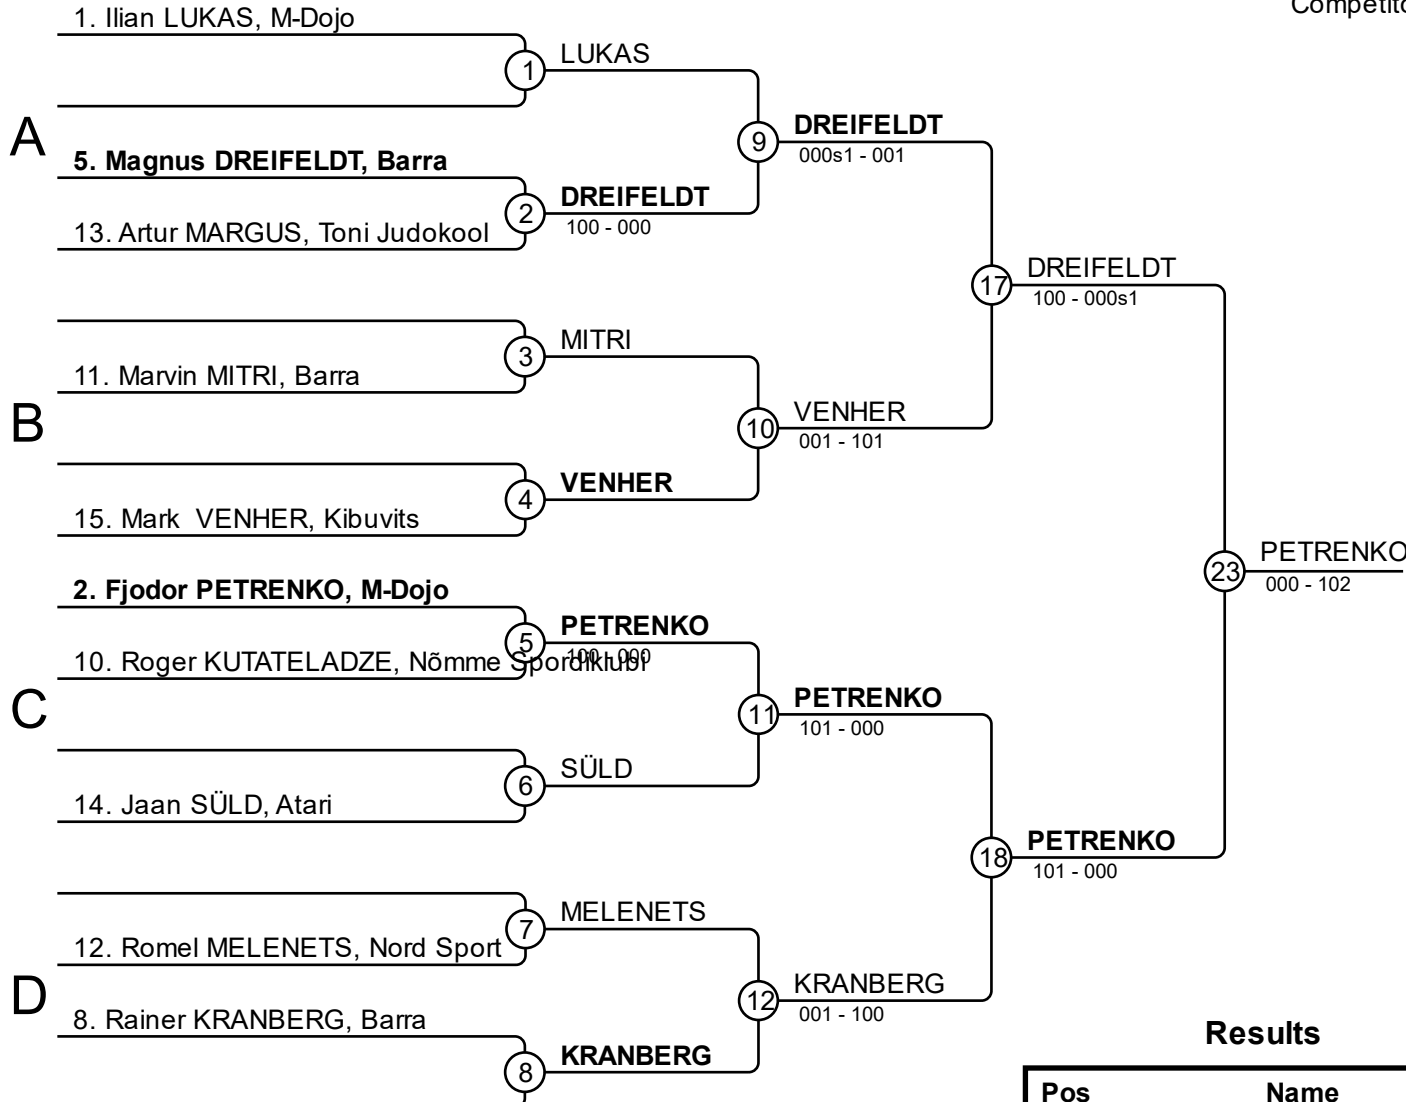 Competito
1. Ilian LUKAS, M-Dojo
1
LUKAS
A
9
DREIFELDT
000s1 - 001
5. Magnus DREIFELDT, Barra
2
DREIFELDT
100 - 000
13. Artur MARGUS, Toni Judokool
17
DREIFELDT
100 - 000s1
3
MITRI
11. Marvin MITRI, Barra
B
10
VENHER
001 - 101
4
VENHER
15. Mark  VENHER, Kibuvits
23
PETRENKO
000 - 102
2. Fjodor PETRENKO, M-Dojo
5
PETRENKO
100 - 000
10. Roger KUTATELADZE, Nõmme Spordiklubi
C
11
PETRENKO
101 - 000
6
SÜLD
14. Jaan SÜLD, Atari
18
PETRENKO
101 - 000
7
MELENETS
12. Romel MELENETS, Nord Sport
D
12
KRANBERG
001 - 100
8. Rainer KRANBERG, Barra
8
KRANBERG
Results
Pos Name